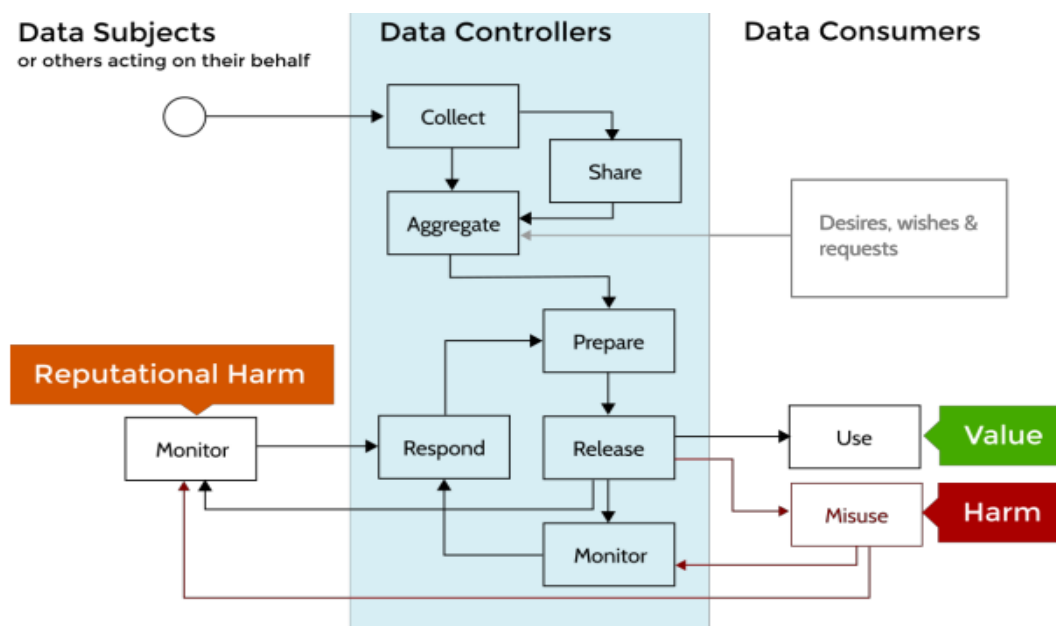 Data Subjects
or others acting on their behalf
Data Controllers
Data Consumers
Collect
Share
Aggregate
Desires, wishes &
requests
Prepare
Reputational Harm
Monitor
Respond
Release
Use
Value
Misuse
Harm
Monitor